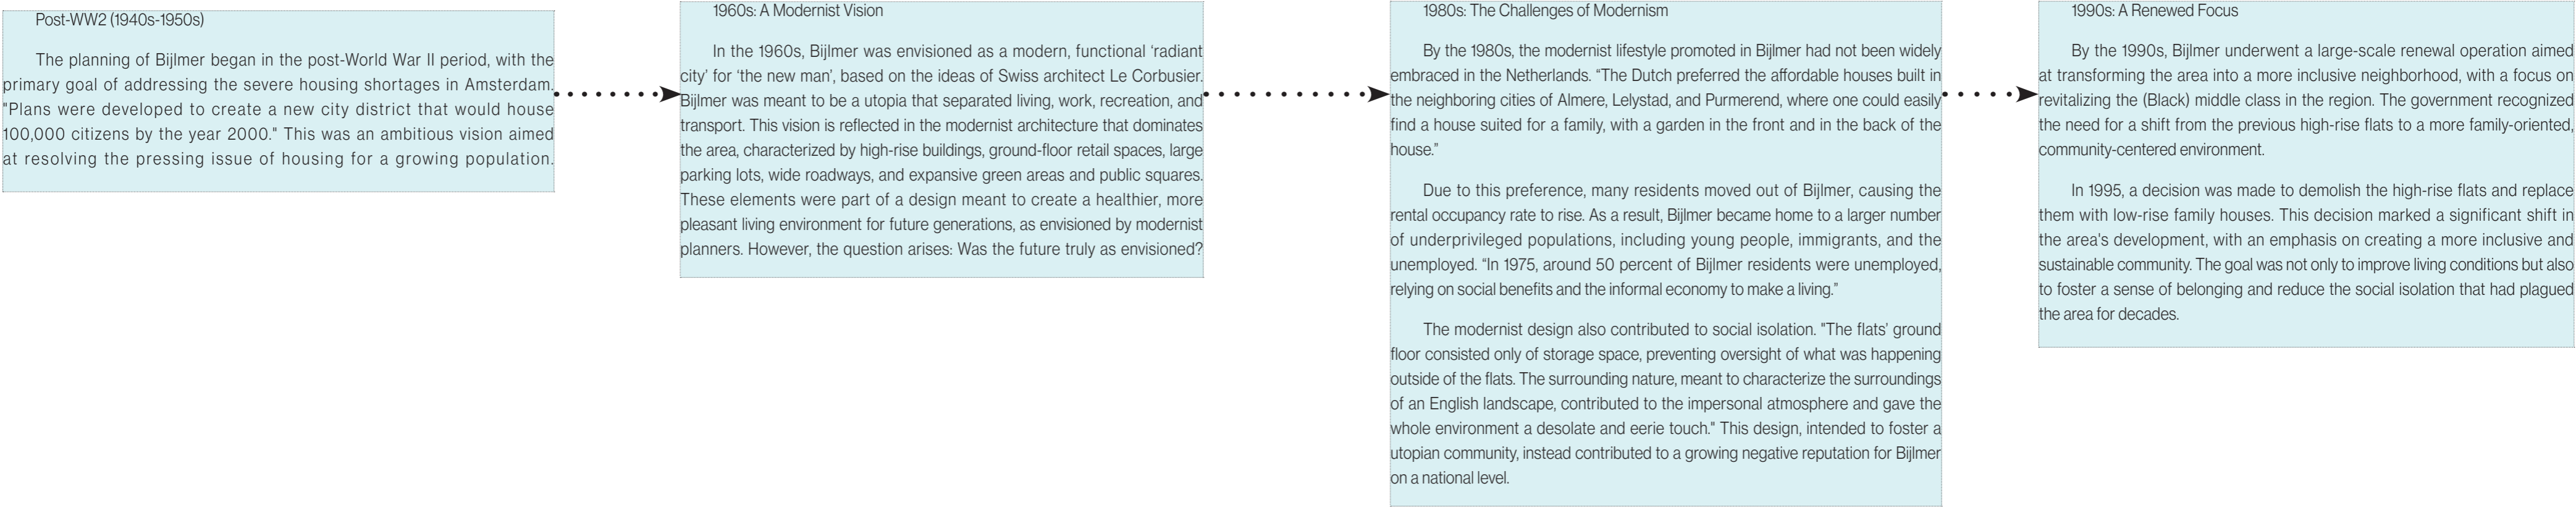 Post-WW2 (1940s-1950s)
The planning of Bijlmer began in the post-World War II period, with the
primary goal of addressing the severe housing shortages in Amsterdam.
"Plans were developed to create a new city district that would house
100,000 citizens by the year 2000." This was an ambitious vision aimed
at resolving the pressing issue of housing for a growing population.
1960s: A Modernist Vision
In the 1960s, Bijlmer was envisioned as a modern, functional ‘radiant
city’ for ‘the new man’, based on the ideas of Swiss architect Le Corbusier.
Bijlmer was meant to be a utopia that separated living, work, recreation, and
transport. This vision is reflected in the modernist architecture that dominates
the area, characterized by high-rise buildings, ground-floor retail spaces, large
parking lots, wide roadways, and expansive green areas and public squares.
These elements were part of a design meant to create a healthier, more
pleasant living environment for future generations, as envisioned by modernist
planners. However, the question arises: Was the future truly as envisioned?
1980s: The Challenges of Modernism
By the 1980s, the modernist lifestyle promoted in Bijlmer had not been widely
embraced in the Netherlands. “The Dutch preferred the affordable houses built in
the neighboring cities of Almere, Lelystad, and Purmerend, where one could easily
find a house suited for a family, with a garden in the front and in the back of the
house.”
Due to this preference, many residents moved out of Bijlmer, causing the
rental occupancy rate to rise. As a result, Bijlmer became home to a larger number
of underprivileged populations, including young people, immigrants, and the
unemployed. “In 1975, around 50 percent of Bijlmer residents were unemployed,
relying on social benefits and the informal economy to make a living.”
The modernist design also contributed to social isolation. "The flats’ ground
floor consisted only of storage space, preventing oversight of what was happening
outside of the flats. The surrounding nature, meant to characterize the surroundings
of an English landscape, contributed to the impersonal atmosphere and gave the
whole environment a desolate and eerie touch." This design, intended to foster a
utopian community, instead contributed to a growing negative reputation for Bijlmer
on a national level.
1990s: A Renewed Focus
By the 1990s, Bijlmer underwent a large-scale renewal operation aimed
at transforming the area into a more inclusive neighborhood, with a focus on
revitalizing the (Black) middle class in the region. The government recognized
the need for a shift from the previous high-rise flats to a more family-oriented,
community-centered environment.
In 1995, a decision was made to demolish the high-rise flats and replace
them with low-rise family houses. This decision marked a significant shift in
the area's development, with an emphasis on creating a more inclusive and
sustainable community. The goal was not only to improve living conditions but also
to foster a sense of belonging and reduce the social isolation that had plagued
the area for decades.